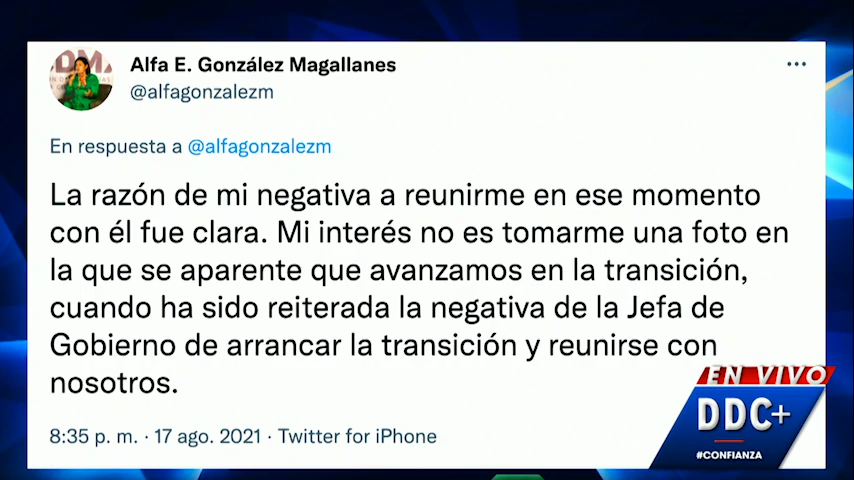 Alfa E. González Magallanes
@alfagonzalezm
En respuesta a @alfagonzalezm
La razón de mi negativa a reunirme en ese momento
con él fue clara. Mi interés no es tomarme una foto en
la que se aparente que avanzamos en la transición,
cuando ha sido reiterada la negativa de la Jefa de
Gobierno de arrancar la transición y reunirse con
nosotros.
8:35 p. m. · 17 ago. 2021 · Twitter for iPhone
EN VIVO
DDC+
#CONFIANZA